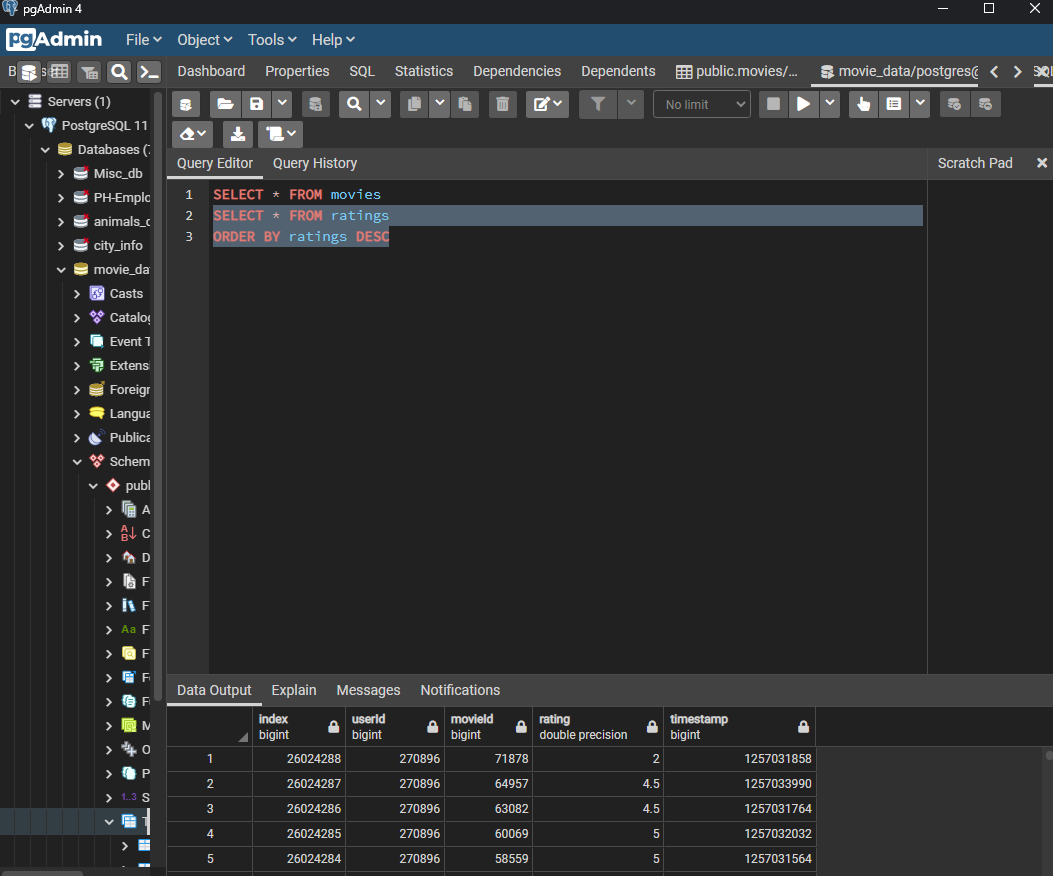 pgAdmin 4
pgAdmin File Object Tools Help
Dashboard Properties SQL Statistics Dependencies Dependents public.movies/... movie_data/postgres@
Servers (1)
PostgreSQL 11
Databases (7
Misc_db
PH-Emplo
animals_c
city_info
movie_da
Casts
Catalog
Event T
Extensi
Foreign
Langua
Publica
Schem
publ
A
C
D
F
F
Aa F
F
Fo
Fu
M
O
P
1..3 S
T
No limit
Query Editor Query History
Scratch Pad
1 SELECT * FROM movies
2 SELECT * FROM ratings
3 ORDER BY ratings DESC
Data Output Explain Messages Notifications
index bigint userId bigint movieId bigint rating double precision timestamp bigint
1 26024288 270896 71878 2 1257031858
2 26024287 270896 64957 4.5 1257033990
3 26024286 270896 63082 4.5 1257031764
4 26024285 270896 60069 5 1257032032
5 26024284 270896 58559 5 1257031564